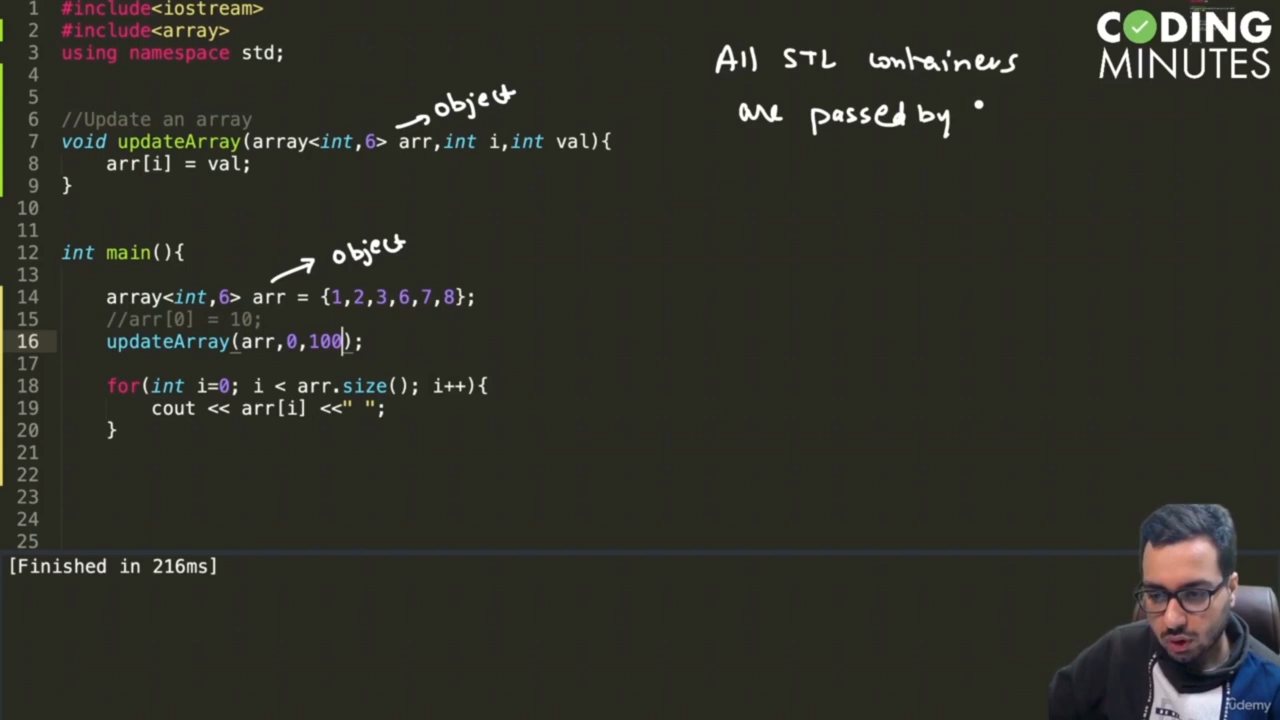 1 #include<iostream>
2 #include<array>
3 using namespace std;
4
5
6 //Update an array
7 void updateArray(array<int,6> arr,int i,int val){
8 arr[i] = val;
9 }
10
11
12 int main(){
13
14 array<int,6> arr = {1,2,3,6,7,8};
15 //arr[0] = 10;
16 updateArray(arr,0,100);
17
18 for(int i=0; i < arr.size(); i++){
19 cout << arr[i] <<" ";
20 }
21
22
23
24
25
[Finished in 216ms]
object
object
All STL containers
are passed by
CODING
MINUTES
ûdemy